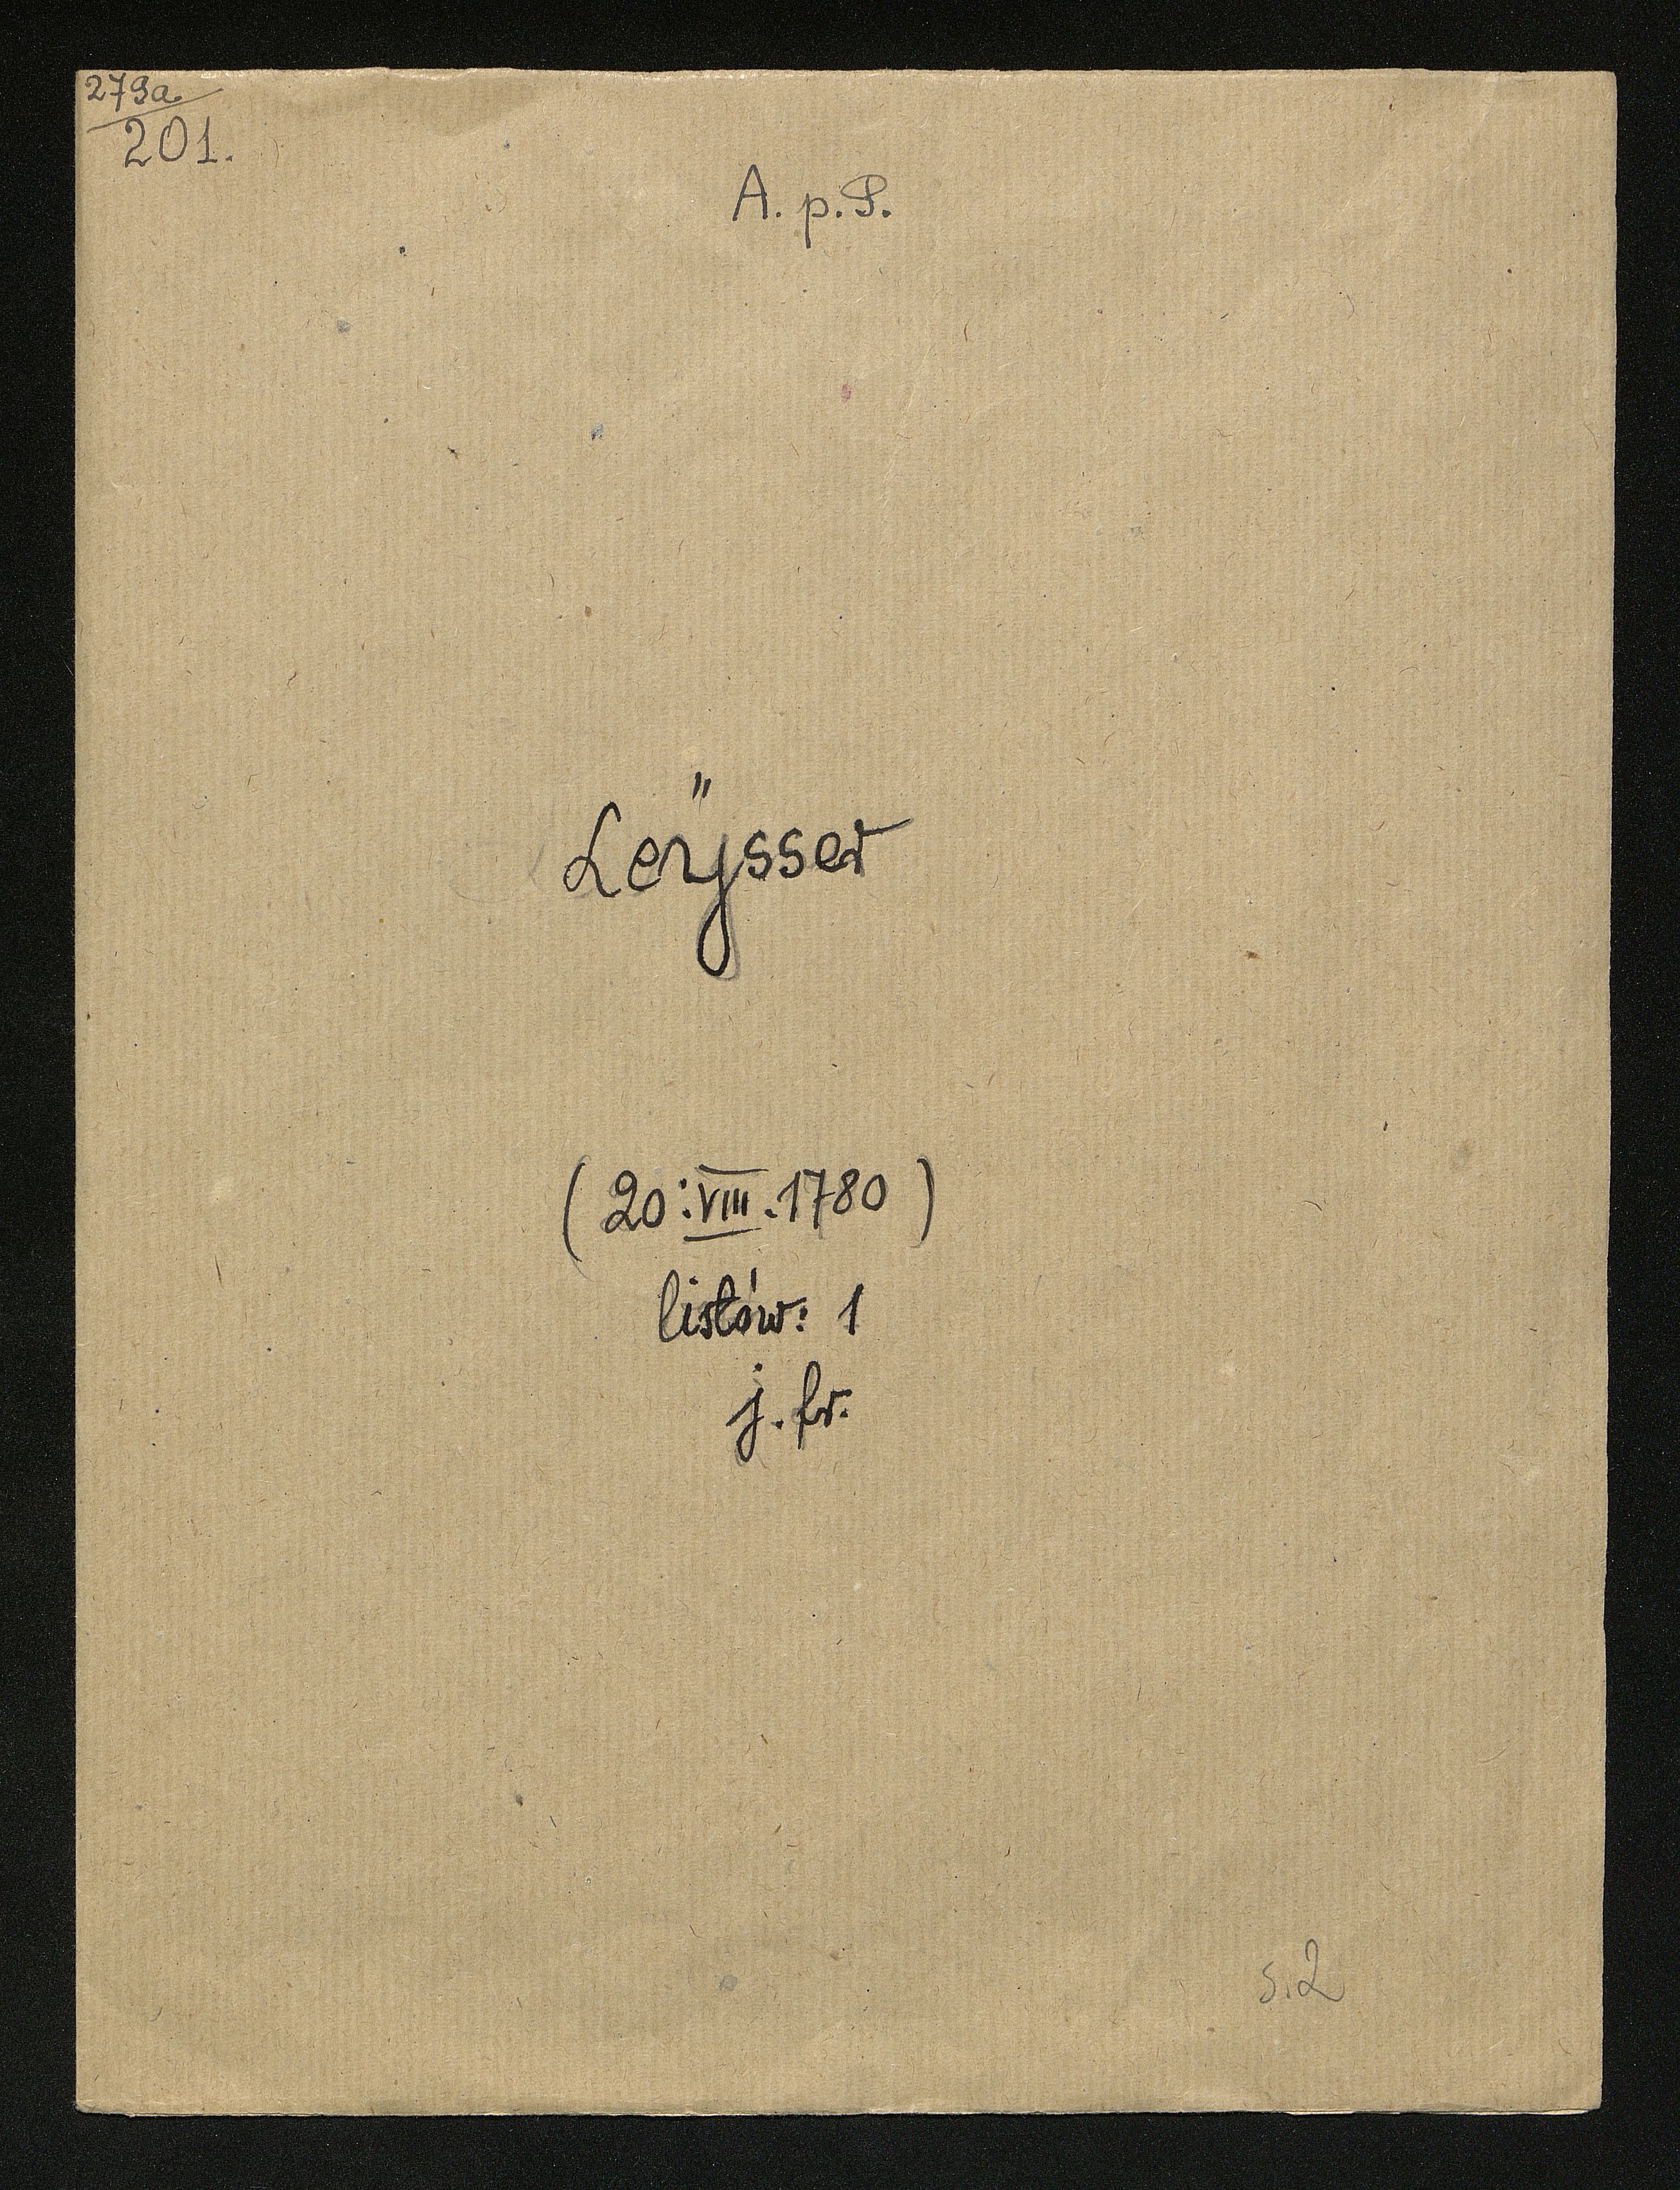 279a
201.
A. p. P.
Leÿsser
( 20.VIII.1780 )
listów: 1
j. fr.
s. 2